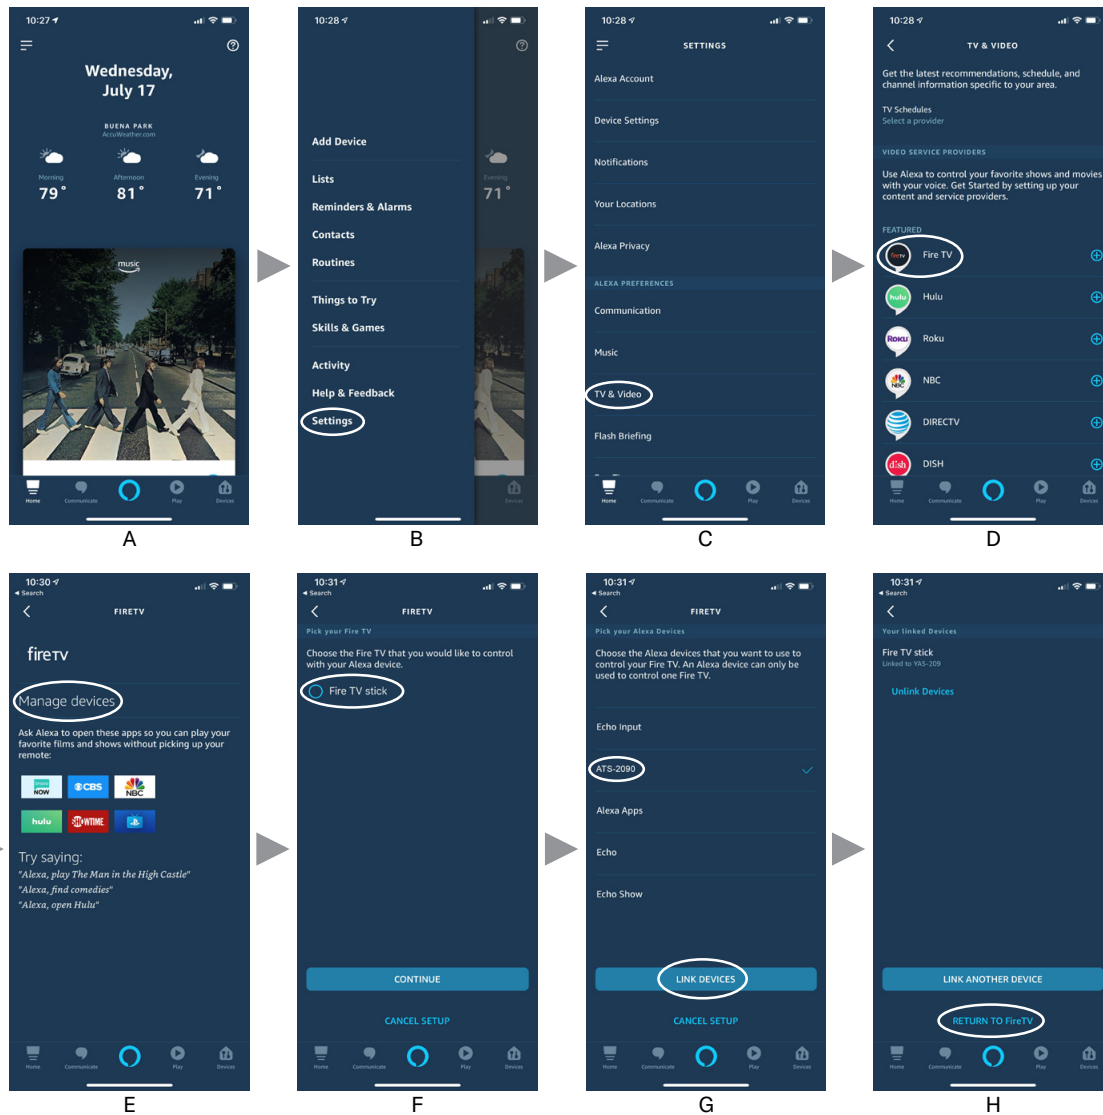 10:27
Wednesday,
July 17
BUENA PARK
AccuWeather.com
Morning
Afternoon
Evening
79°
81°
71°
music
Home
Communicate
Play
Devices
A
10:28
Add Device
Lists
Reminders & Alarms
Contacts
Routines
Things to Try
Skills & Games
Activity
Help & Feedback
Settings
Evening
71°
Devices
B
10:28
SETTINGS
Alexa Account
Device Settings
Notifications
Your Locations
Alexa Privacy
ALEXA PREFERENCES
Communication
Music
TV & Video
Flash Briefing
Home
Communicate
Play
Devices
C
10:28
TV & VIDEO
Get the latest recommendations, schedule, and
channel information specific to your area.
TV Schedules
Select a provider
VIDEO SERVICE PROVIDERS
Use Alexa to control your favorite shows and movies
with your voice. Get Started by setting up your
content and service providers.
FEATURED
fireTV Fire TV
hulu Hulu
ROKU Roku
NBC
DIRECTV
dish DISH
Home
Communicate
Play
Devices
D
10:30
Search
FIRETV
fireTV
Manage devices
Ask Alexa to open these apps so you can play your
favorite films and shows without picking up your
remote:
NOW
CBS
NBC
hulu
SHOWTIME
Try saying:
"Alexa, play The Man in the High Castle"
"Alexa, find comedies"
"Alexa, open Hulu"
Home
Communicate
Play
Devices
E
10:31
Search
FIRETV
Pick your Fire TV
Choose the Fire TV that you would like to control
with your Alexa device.
Fire TV stick
CONTINUE
CANCEL SETUP
Home
Communicate
Play
Devices
F
10:31
Search
FIRETV
Pick your Alexa Devices
Choose the Alexa devices that you want to use to
control your Fire TV. An Alexa device can only be
used to control one Fire TV.
Echo Input
ATS-2090
Alexa Apps
Echo
Echo Show
LINK DEVICES
CANCEL SETUP
Home
Communicate
Play
Devices
G
10:31
Search
Your linked Devices
Fire TV stick
Linked to YAS-209
Unlink Devices
LINK ANOTHER DEVICE
RETURN TO FireTV
Home
Communicate
Play
Devices
H